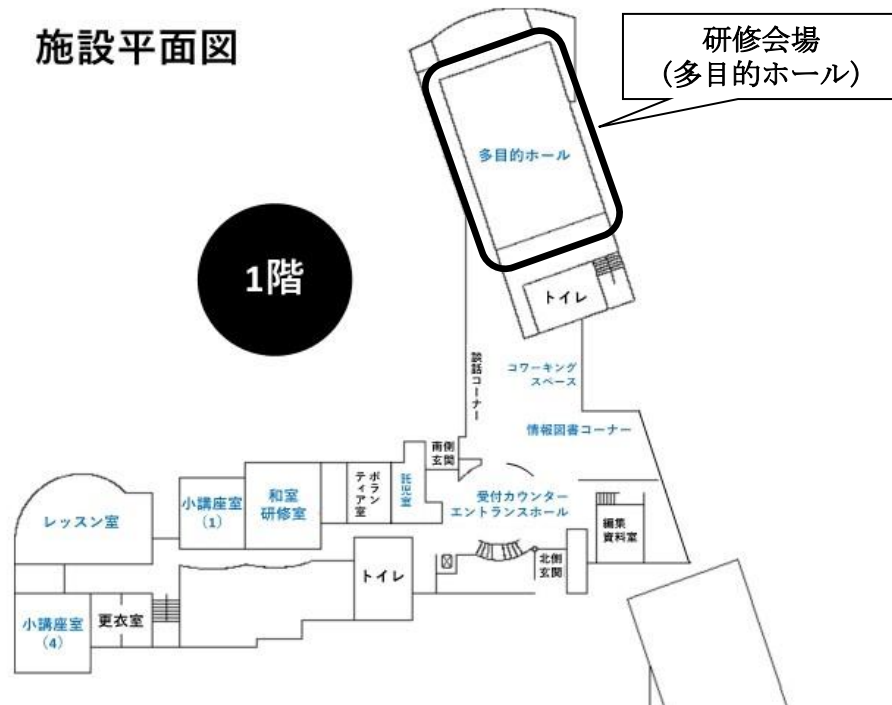 施設平面図
研修会場
（多目的ホール）
多目的ホール
1階
トイレ
談話コーナー
コワーキング
スペース
情報図書コーナー
南側
玄関
受付カウンター
エントランスホール
レッスン室
小講座室
(1)
和室
研修室
ボラン
ティア室
託児室
編集
資料室
北側
玄関
トイレ
小講座室
(4)
更衣室